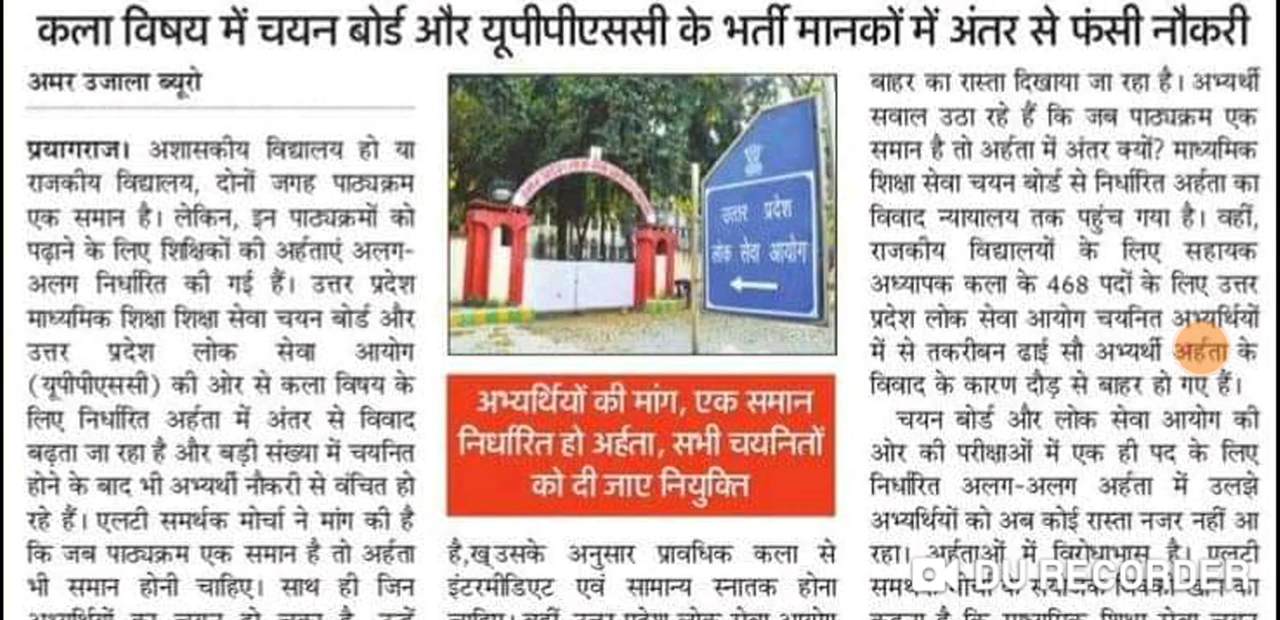 कला विषय में चयन बोर्ड और यूपीपीएससी के भर्ती मानकों में अंतर से फंसी नौकरी
अमर उजाला ब्यूरो
प्रयागराज। अशासकीय विद्यालय हो या
राजकीय विद्यालय, दोनों जगह पाठ्यक्रम
एक समान है। लेकिन, इन पाठ्यक्रमों को
पढ़ाने के लिए शिक्षिकों की अर्हताएं अलग-
अलग निर्धारित की गई हैं। उत्तर प्रदेश
माध्यमिक शिक्षा शिक्षा सेवा चयन बोर्ड और
उत्तर प्रदेश लोक सेवा आयोग
(यूपीपीएससी) की ओर से कला विषय के
लिए निर्धारित अर्हता में अंतर से विवाद
बढ़ता जा रहा है और बड़ी संख्या में चयनित
होने के बाद भी अभ्यर्थी नौकरी से वंचित हो
रहे हैं। एलटी समर्थक मोर्चा ने मांग की है
कि जब पाठ्यक्रम एक समान है तो अर्हता
भी समान होनी चाहिए। साथ ही जिन
उत्तर प्रदेश
लोक सेवा आयोग
अभ्यर्थियों की मांग, एक समान
निर्धारित हो अर्हता, सभी चयनितों
को दी जाए नियुक्ति
है,ख्उसके अनुसार प्रावधिक कला से
इंटरमीडिएट एवं सामान्य स्नातक होना
बाहर का रास्ता दिखाया जा रहा है। अभ्यर्थी
सवाल उठा रहे हैं कि जब पाठ्यक्रम एक
समान है तो अर्हता में अंतर क्यों? माध्यमिक
शिक्षा सेवा चयन बोर्ड से निर्धारित अर्हता का
विवाद न्यायालय तक पहुंच गया है। वहीं,
राजकीय विद्यालयों के लिए सहायक
अध्यापक कला के 468 पदों के लिए उत्तर
प्रदेश लोक सेवा आयोग चयनित अभ्यर्थियों
में से तकरीबन ढाई सौ अभ्यर्थी अर्हता के
विवाद के कारण दौड़ से बाहर हो गए हैं।
चयन बोर्ड और लोक सेवा आयोग की
ओर की परीक्षाओं में एक ही पद के लिए
निर्धारित अलग-अलग अर्हता में उलझे
अभ्यर्थियों को अब कोई रास्ता नजर नहीं आ
रहा। अर्हताओं में विरोधाभास है। एलटी
DU RECORDER